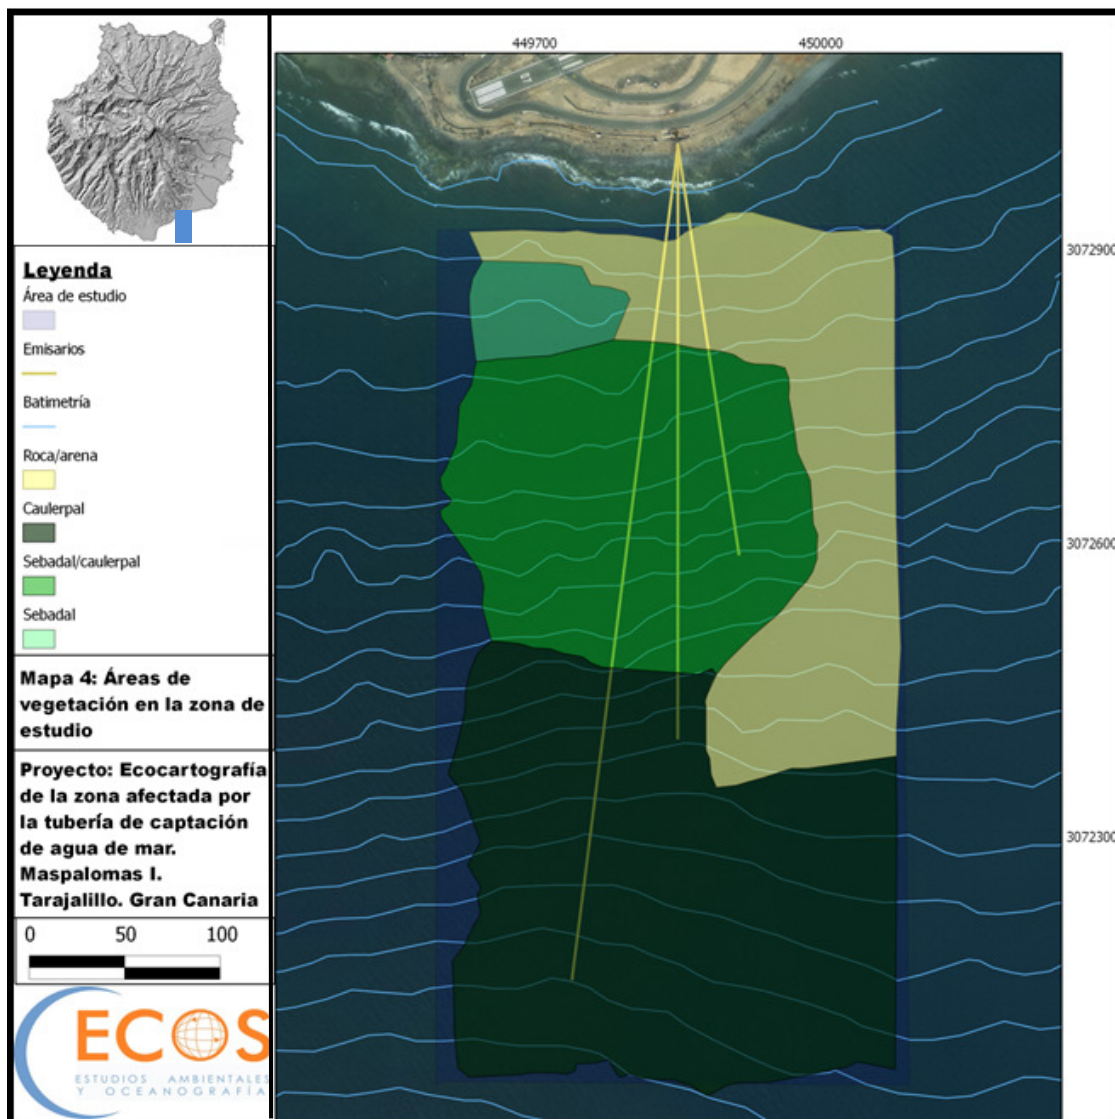 449700
450000
3072900
3072600
3072300
Leyenda
Área de estudio
Emisarios
Batimetría
Roca/arena
Caulerpal
Sebadal/caulerpal
Sebadal
Mapa 4: Áreas de
vegetación en la zona de
estudio
Proyecto: Ecocartografía
de la zona afectada por
la tubería de captación
de agua de mar.
Maspalomas I.
Tarajalillo. Gran Canaria
0 50 100
ECOS
ESTUDIOS AMBIENTALES
Y OCEANOGRAFÍA